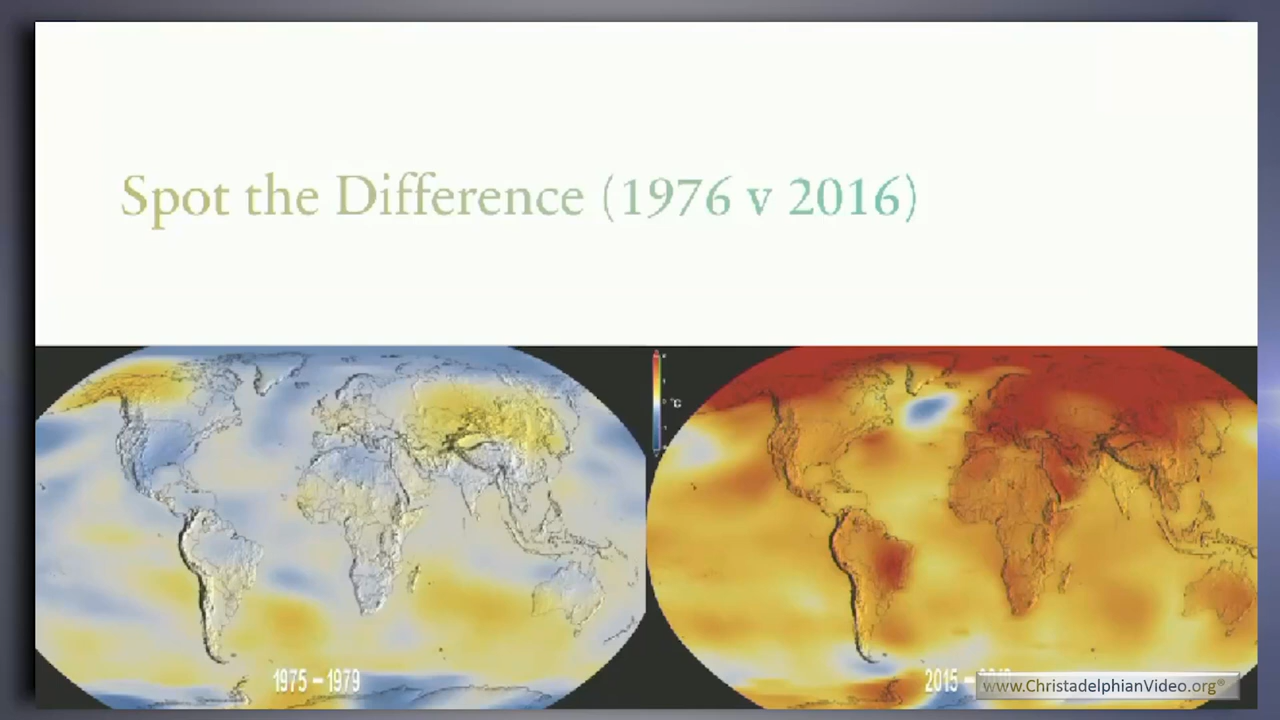 Spot the Difference (1976 v 2016)
°C
1975 – 1979
2015 –
www.ChristadelphianVideo.org®